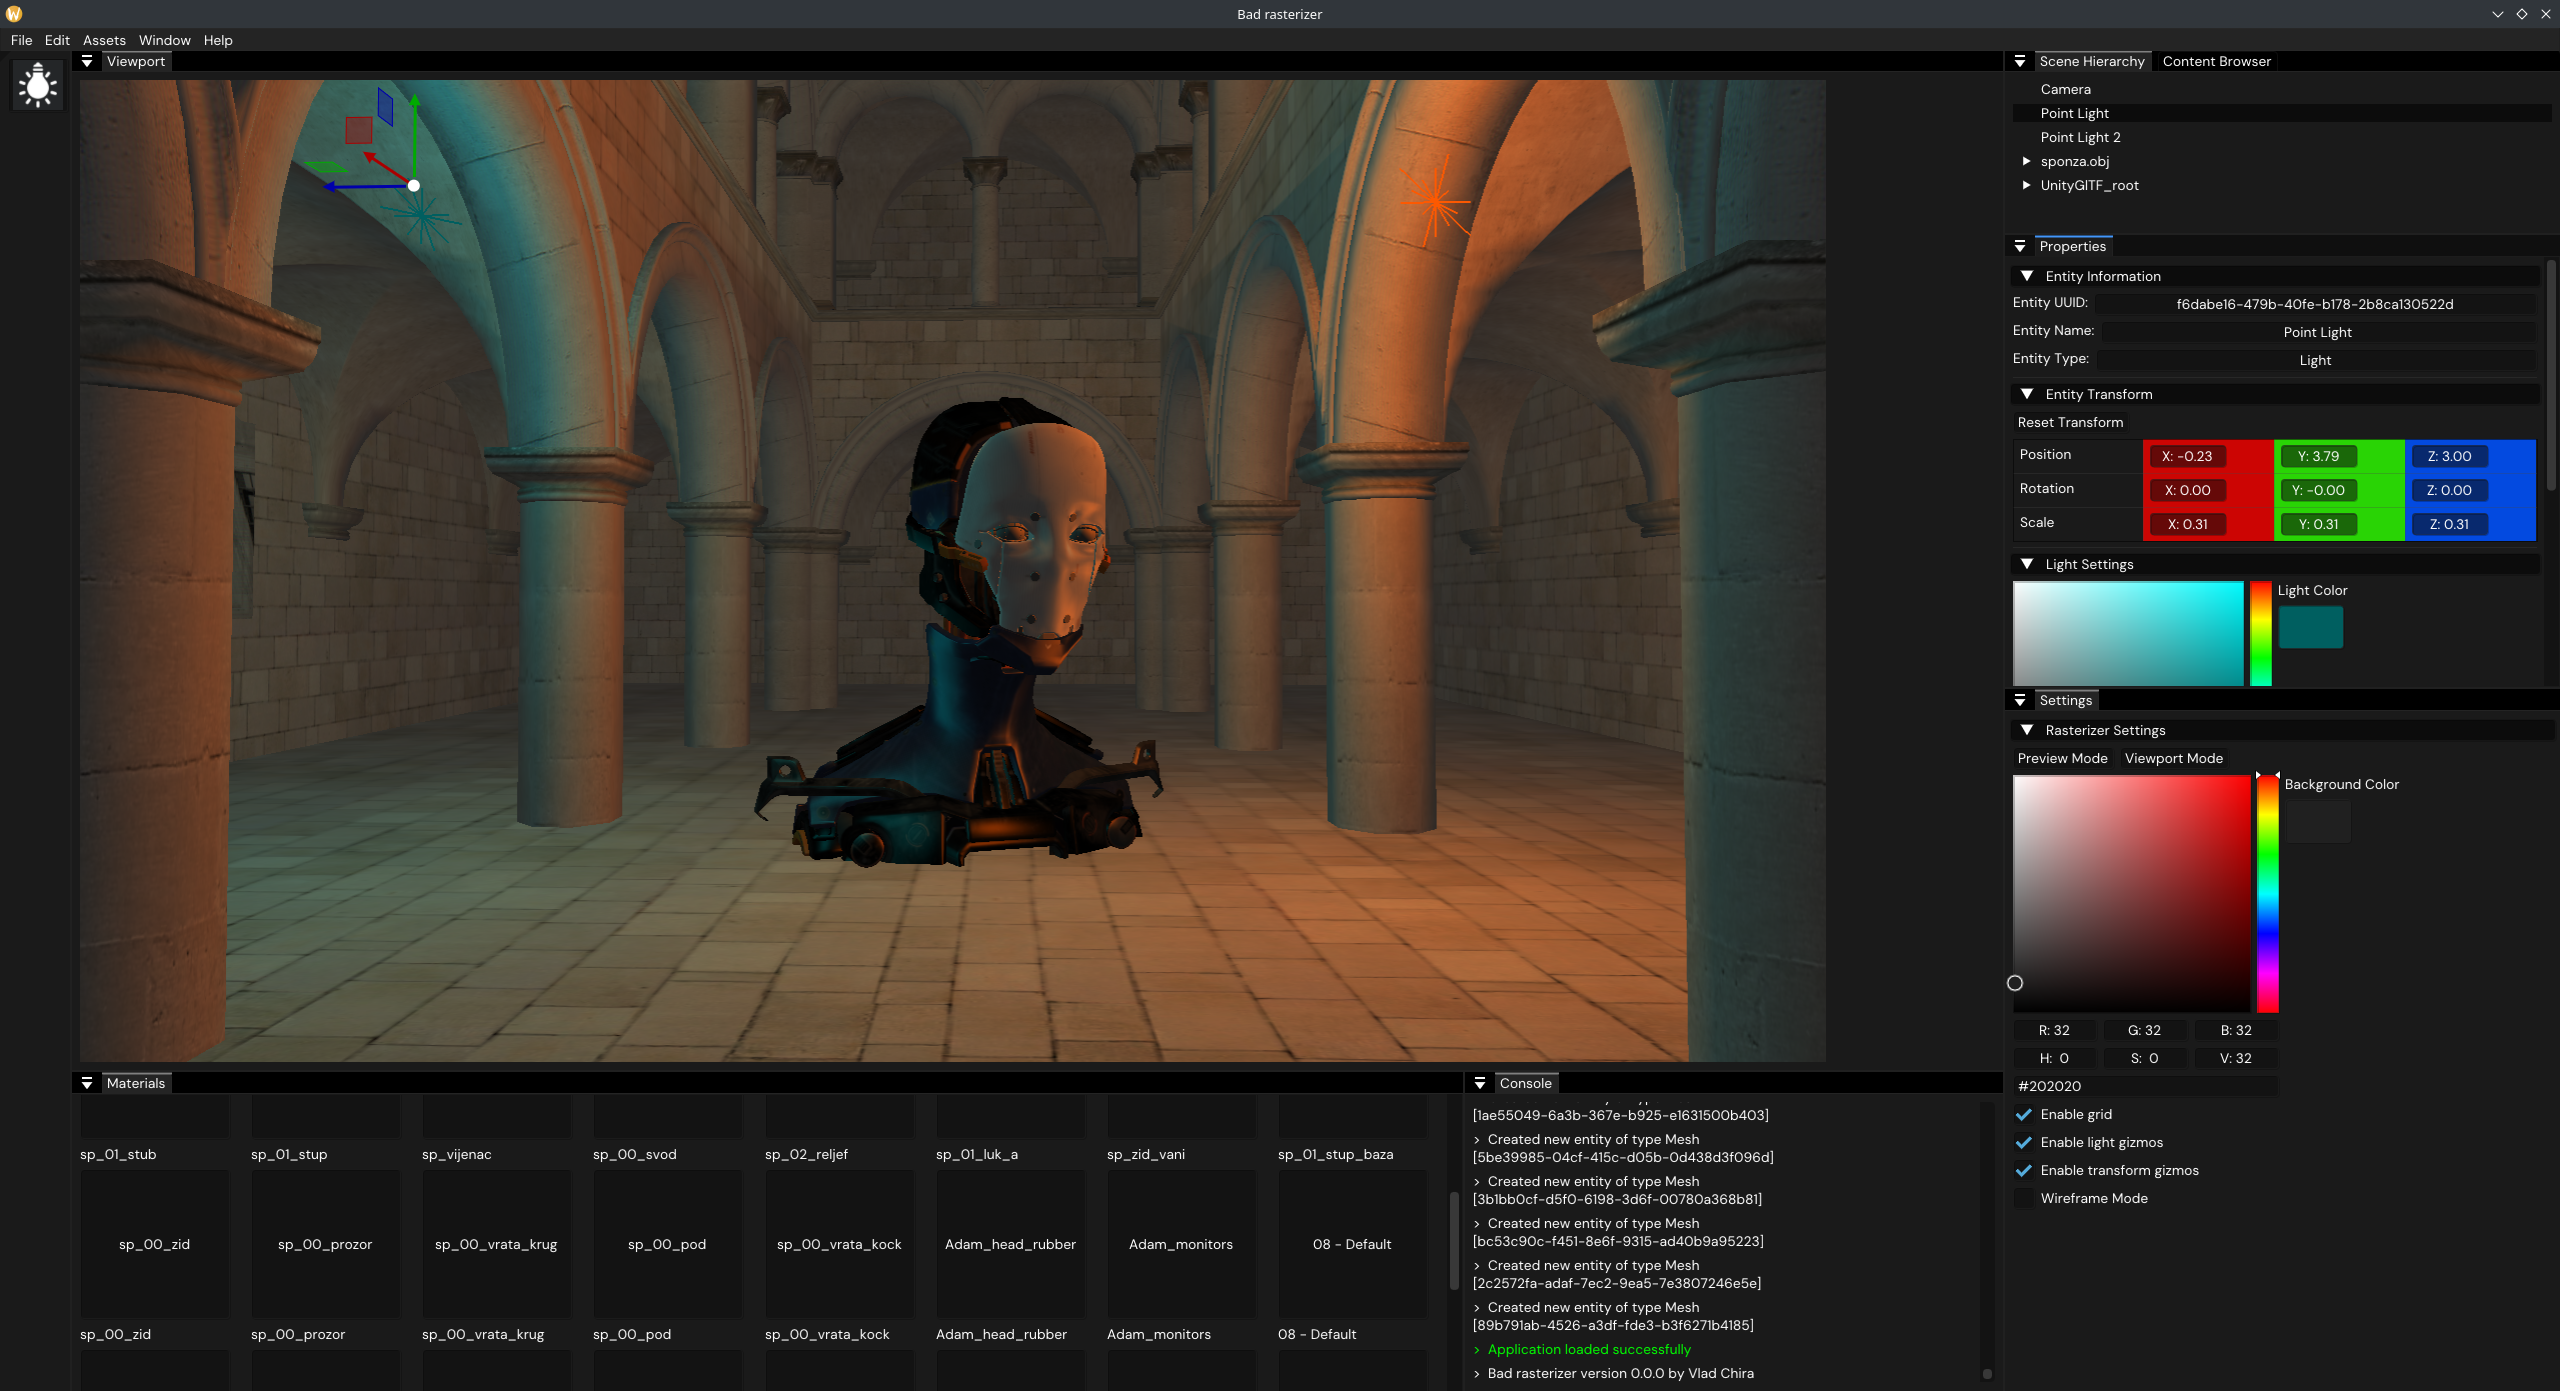 Bad rasterizer
File Edit Assets Window Help
Viewport
Scene Hierarchy Content Browser
Camera
Point Light
Point Light 2
sponza.obj
UnityGlTF_root
Properties
Entity Information
Entity UUID: f6dabe16-479b-40fe-b178-2b8ca130522d
Entity Name: Point Light
Entity Type: Light
Entity Transform
Reset Transform
Position X: -0.23 Y: 3.79 Z: 3.00
Rotation X: 0.00 Y: -0.00 Z: 0.00
Scale X: 0.31 Y: 0.31 Z: 0.31
Light Settings
Light Color
Settings
Rasterizer Settings
Preview Mode Viewport Mode
Background Color
R: 32 G: 32 B: 32
H: 0 S: 0 V: 32
#202020
Enable grid
Enable light gizmos
Enable transform gizmos
Wireframe Mode
Materials
sp_01_stub sp_01_stup sp_vijenac sp_00_svod sp_02_reljef sp_01_luk_a sp_zid_vani sp_01_stup_baza
sp_00_zid sp_00_prozor sp_00_vrata_krug sp_00_pod sp_00_vrata_kock Adam_head_rubber Adam_monitors 08 - Default
sp_00_zid sp_00_prozor sp_00_vrata_krug sp_00_pod sp_00_vrata_kock Adam_head_rubber Adam_monitors 08 - Default
Console
[1ae55049-6a3b-367e-b925-e1631500b403]
> Created new entity of type Mesh
[5be39985-04cf-415c-d05b-0d438d3f096d]
> Created new entity of type Mesh
[3b1bb0cf-d5f0-6198-3d6f-00780a368b81]
> Created new entity of type Mesh
[bc53c90c-f451-8e6f-9315-ad40b9a95223]
> Created new entity of type Mesh
[2c2572fa-adaf-7ec2-9ea5-7e3807246e5e]
> Created new entity of type Mesh
[89b791ab-4526-a3df-fde3-b3f6271b4185]
> Application loaded successfully
> Bad rasterizer version 0.0.0 by Vlad Chira